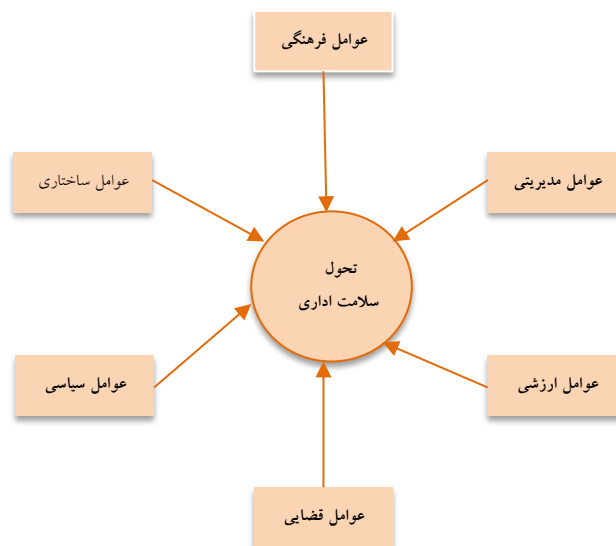 عوامل فرهنگی
عوامل مدیریتی
عوامل ساختاری
تحول
سلامت اداری
عوامل ارزشی
عوامل سیاسی
عوامل قضایی